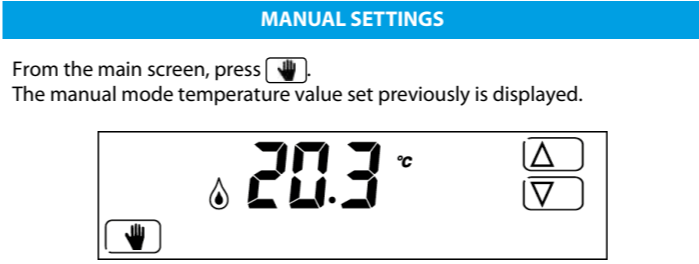 MANUAL SETTINGS
From the main screen, press .
The manual mode temperature value set previously is displayed.
20.3 °C